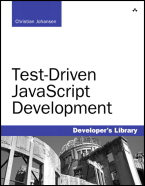 Christian Johansen
Test-Driven
JavaScript
Development
Developer's Library